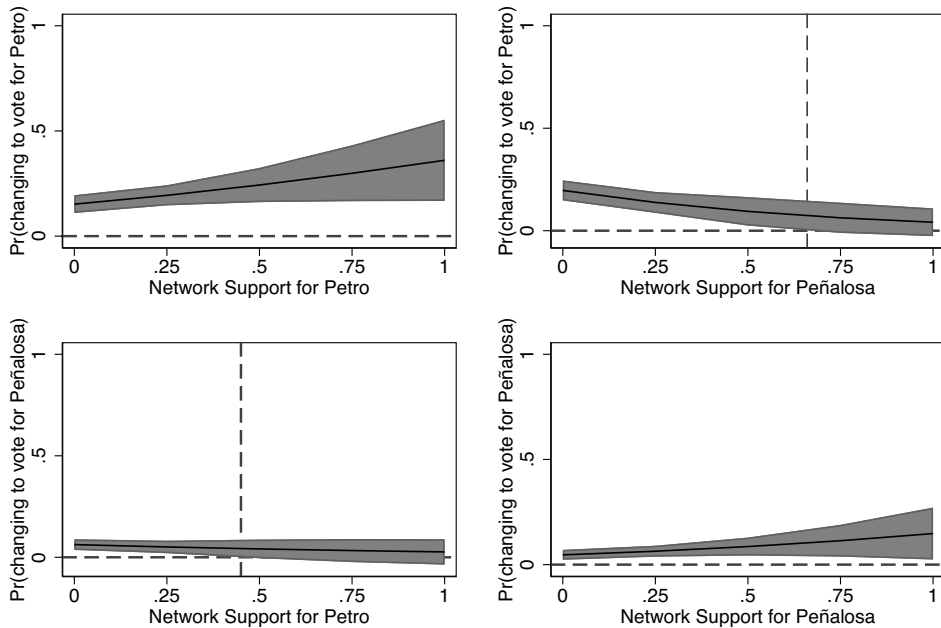 Pr(changing to vote for Petro)
1
.5
0
0 .25 .5 .75 1
Network Support for Petro
Pr(changing to vote for Petro)
1
.5
0
0 .25 .5 .75 1
Network Support for Peñalosa
Pr(changing to vote for Peñalosa)
1
.5
0
0 .25 .5 .75 1
Network Support for Petro
Pr(changing to vote for Peñalosa)
1
.5
0
0 .25 .5 .75 1
Network Support for Peñalosa